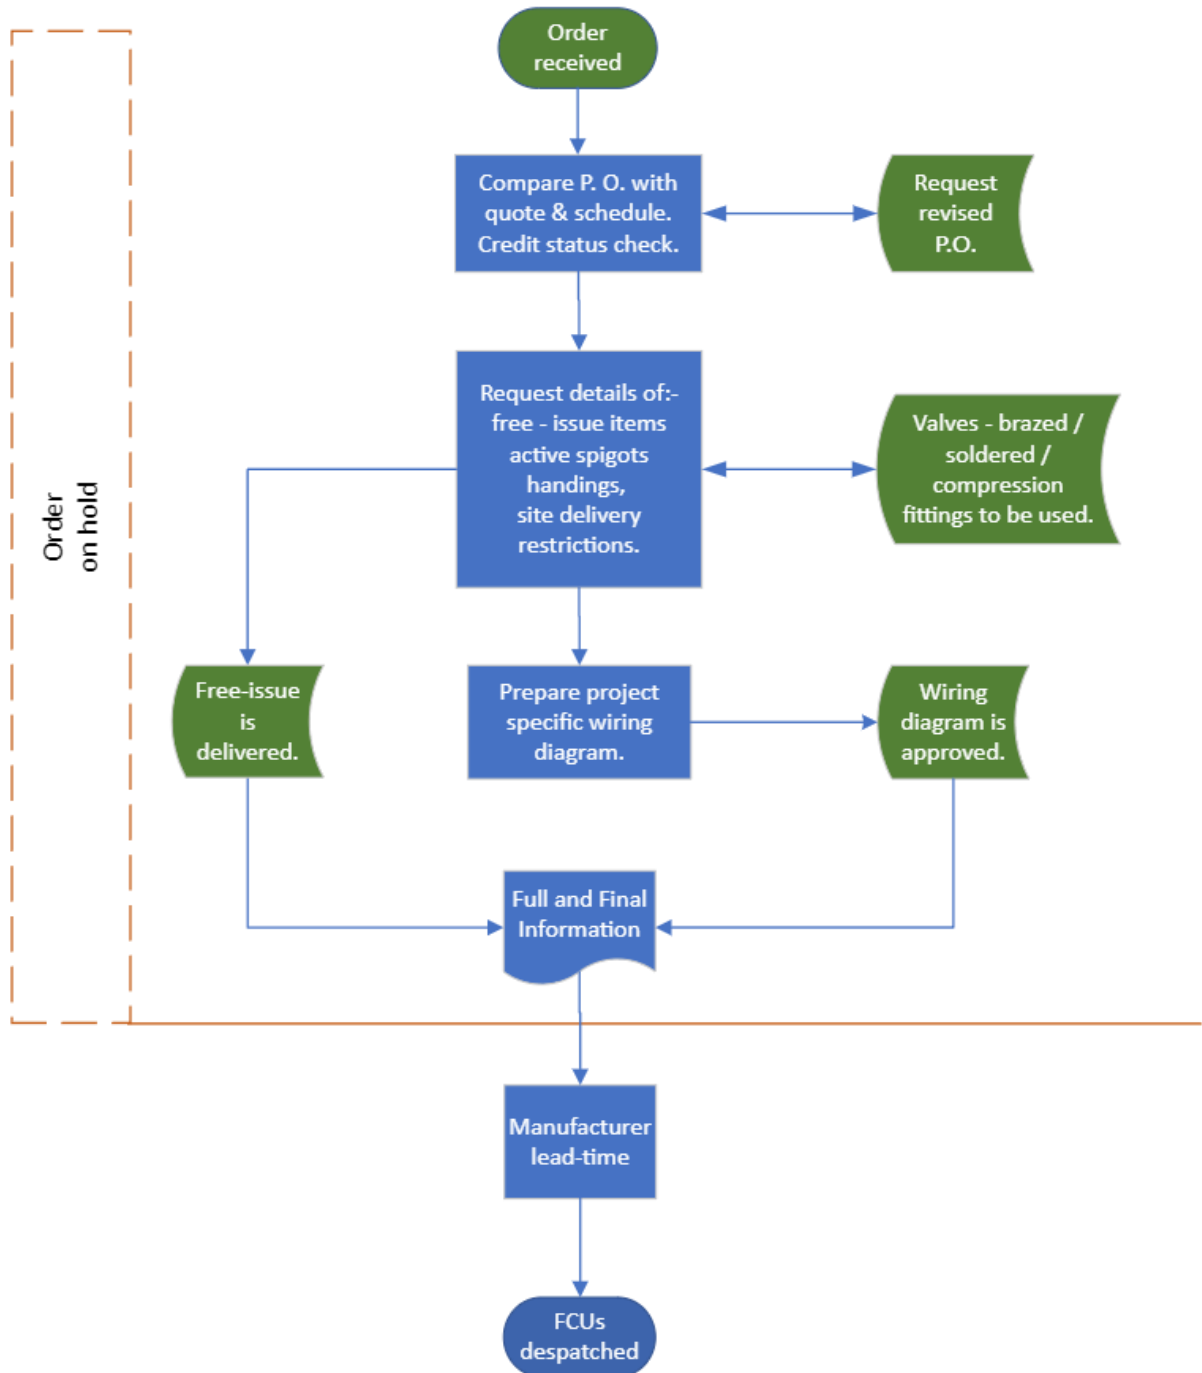 Order
received
Compare P. O. with
quote & schedule.
Credit status check.
Request
revised
P.O.
Request details of:-
free - issue items
active spigots
handings,
site delivery
restrictions.
Valves - brazed /
soldered /
compression
fittings to be used.
Order
on hold
Free-issue
is
delivered.
Prepare project
specific wiring
diagram.
Wiring
diagram is
approved.
Full and Final
Information
Manufacturer
lead-time
FCUs
despatched